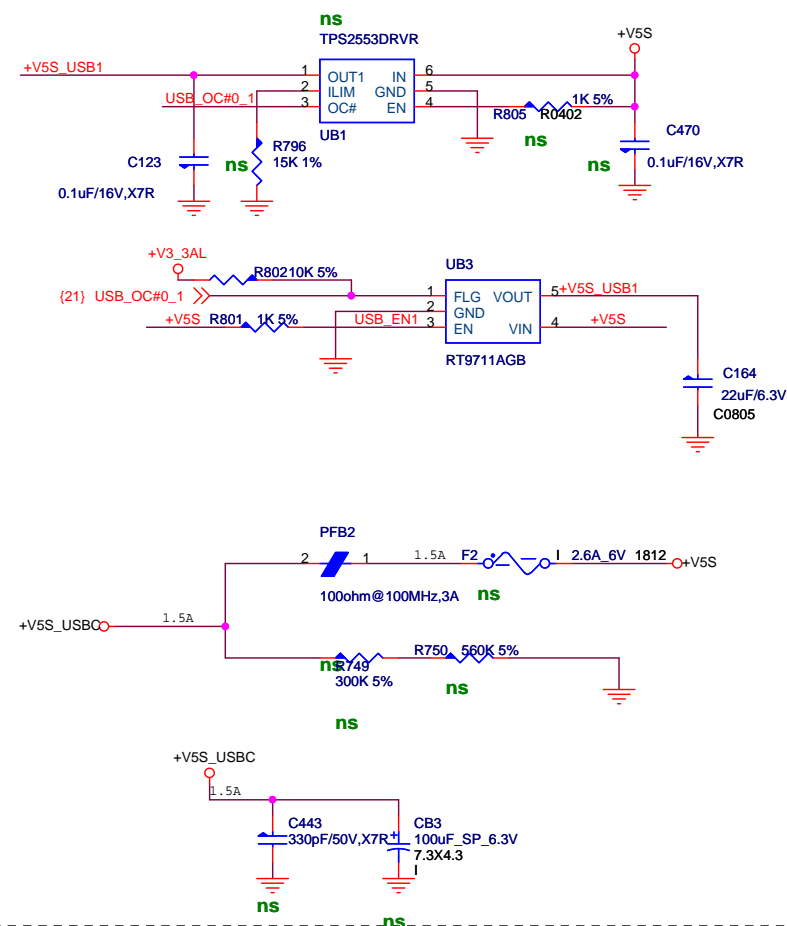 ns
TPS2553DRVR
+V5S
+V5S_USB1
1 OUT1 IN 6
2 ILIM GND 5
3 OC# EN 4
USB_OC#0_1
UB1
R805 1K 5%
R0402
ns
C470
0.1uF/16V,X7R
ns
C123
0.1uF/16V,X7R
ns
R796
15K 1%
+V3_3AL
R802 10K 5%
UB3
{21} USB_OC#0_1
1 FLG VOUT 5 +V5S_USB1
2 GND
+V5S R801 1K 5% USB_EN1 3 EN VIN 4 +V5S
RT9711AGB
C164
22uF/6.3V
C0805
PFB2
2 1 1.5A F2 I 2.6A_6V 1812 +V5S
100ohm@100MHz,3A
ns
+V5S_USBC 1.5A
ns
R749
300K 5%
R750 560K 5%
ns
ns
+V5S_USBC
1.5A
C443
330pF/50V,X7R
CB3
+
100uF_SP_6.3V
7.3X4.3
I
ns
ns